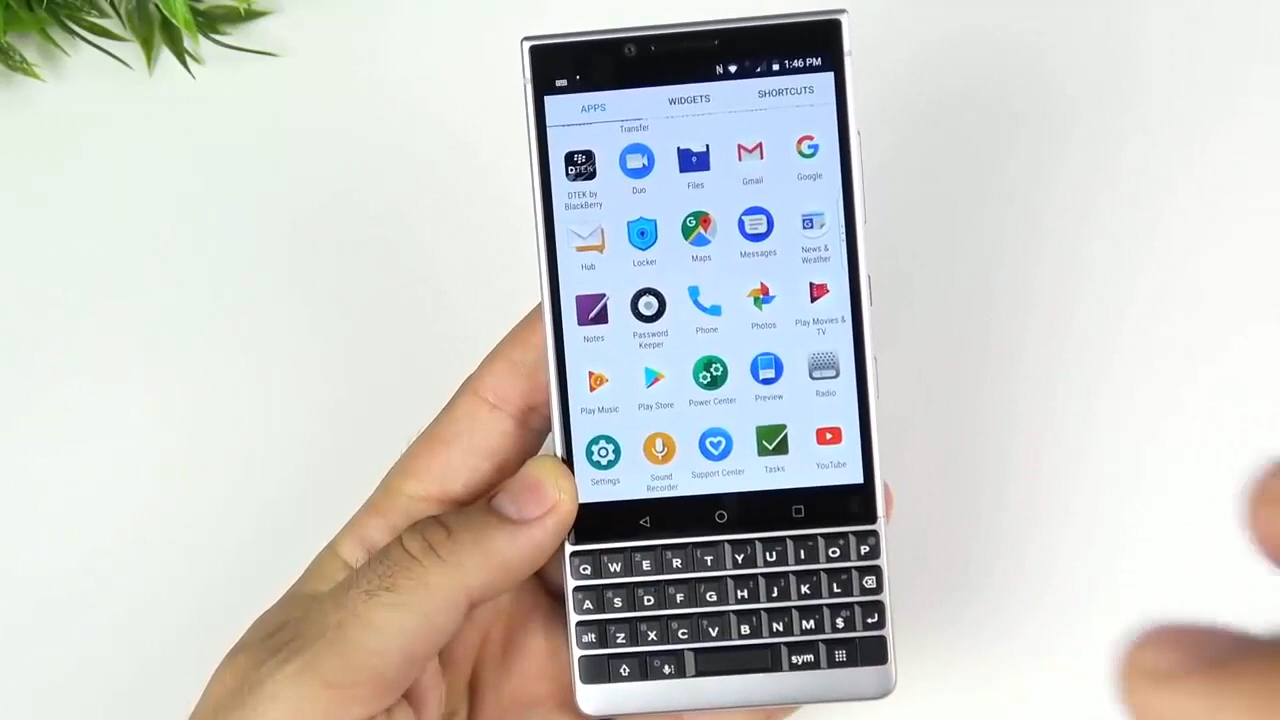 1:46 PM
APPS WIDGETS SHORTCUTS
Transfer
DTEK
DTEK by BlackBerry
Duo
Files
Gmail
Google
Hub
Locker
Maps
Messages
News & Weather
Notes
Password Keeper
Phone
Photos
Play Movies & TV
Play Music
Play Store
Power Center
Preview
Radio
Settings
Sound Recorder
Support Center
Tasks
YouTube
Q W E R T Y U I O P
A S D F G H J K L
alt Z X C V B N M $
sym